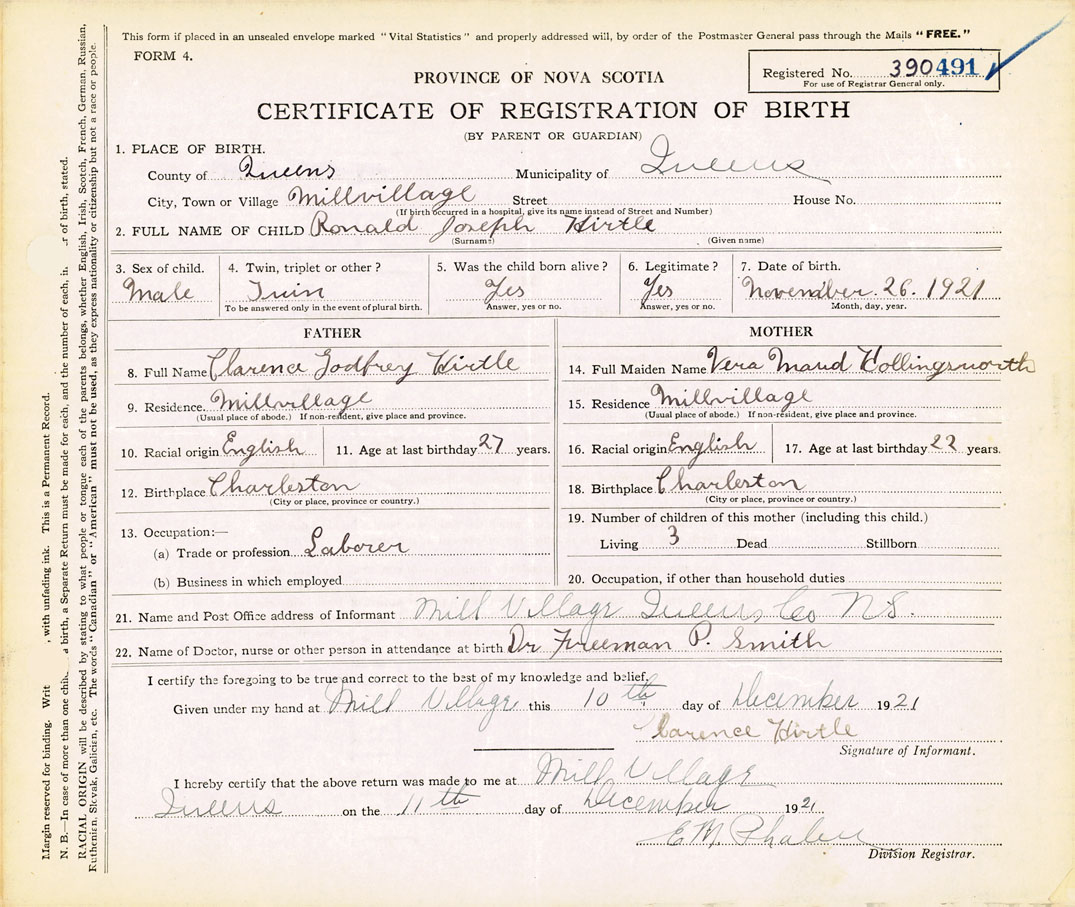 This form if placed in an unsealed envelope marked "Vital Statistics" and properly addressed will, by order of the Postmaster General pass through the Mails "FREE."
FORM 4.
Registered No. 390491
For use of Registrar General only.
PROVINCE OF NOVA SCOTIA
CERTIFICATE OF REGISTRATION OF BIRTH
(BY PARENT OR GUARDIAN)
1. PLACE OF BIRTH.
County of Queens Municipality of Queens
City, Town or Village Millvillage Street House No.
(If birth occurred in a hospital, give its name instead of Street and Number)
2. FULL NAME OF CHILD Ronald Joseph Hirtle
(Surname) (Given name)
3. Sex of child. 4. Twin, triplet or other? 5. Was the child born alive? 6. Legitimate? 7. Date of birth.
Male Twin Yes Yes November. 26. 1921
To be answered only in the event of plural birth. Answer, yes or no. Answer, yes or no. Month, day, year.
FATHER MOTHER
8. Full Name Clarence Godfrey Hirtle 14. Full Maiden Name Vera Maud Hollingsworth
9. Residence Millvillage 15. Residence Millvillage
(Usual place of abode.) If non-resident, give place and province. (Usual place of abode.) If non-resident, give place and province.
10. Racial origin English 11. Age at last birthday 27 years. 16. Racial origin English 17. Age at last birthday 22 years.
12. Birthplace Charleston 18. Birthplace Charleston
(City or place, province or country.) (City or place, province or country.)
13. Occupation:— 19. Number of children of this mother (including this child.)
(a) Trade or profession Laborer Living 3 Dead Stillborn
(b) Business in which employed 20. Occupation, if other than household duties
21. Name and Post Office address of Informant Mill Village Queens Co N S.
22. Name of Doctor, nurse or other person in attendance at birth Dr Freeman P. Smith
I certify the foregoing to be true and correct to the best of my knowledge and belief.
Given under my hand at Mill Village this 10th day of December 1921
Clarence Hirtle
Signature of Informant.
I hereby certify that the above return was made to me at Mill Village
Queens on the 11th day of December 1921
E M. Phalen
Division Registrar.
Margin reserved for binding. Writ , with unfading ink. This is a Permanent Record.
N. B.—In case of more than one chi a birth, a Separate Return must be made for each, and the number of each, in r of birth, stated.
RACIAL ORIGIN will be described by stating to what people or tongue each of the parents belongs, whether English, Irish, Scotch, French, German, Russian,
Ruthenian, Slovak, Galician, etc. The words "Canadian" or "American" must not be used, as they express nationality or citizenship but not a race or people.